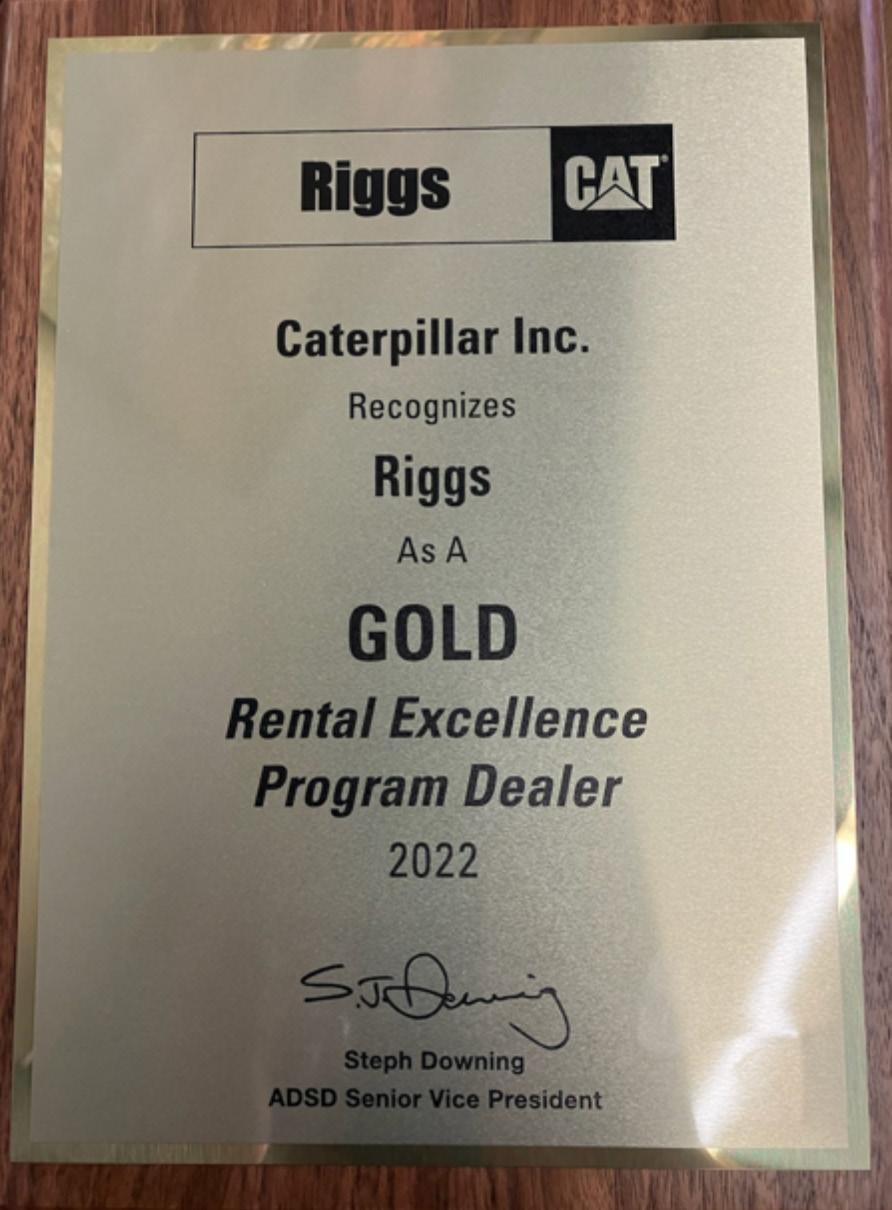 Riggs CAT®
Caterpillar Inc.
Recognizes
Riggs
As A
GOLD
Rental Excellence
Program Dealer
2022
S.J. Downing
Steph Downing
ADSD Senior Vice President